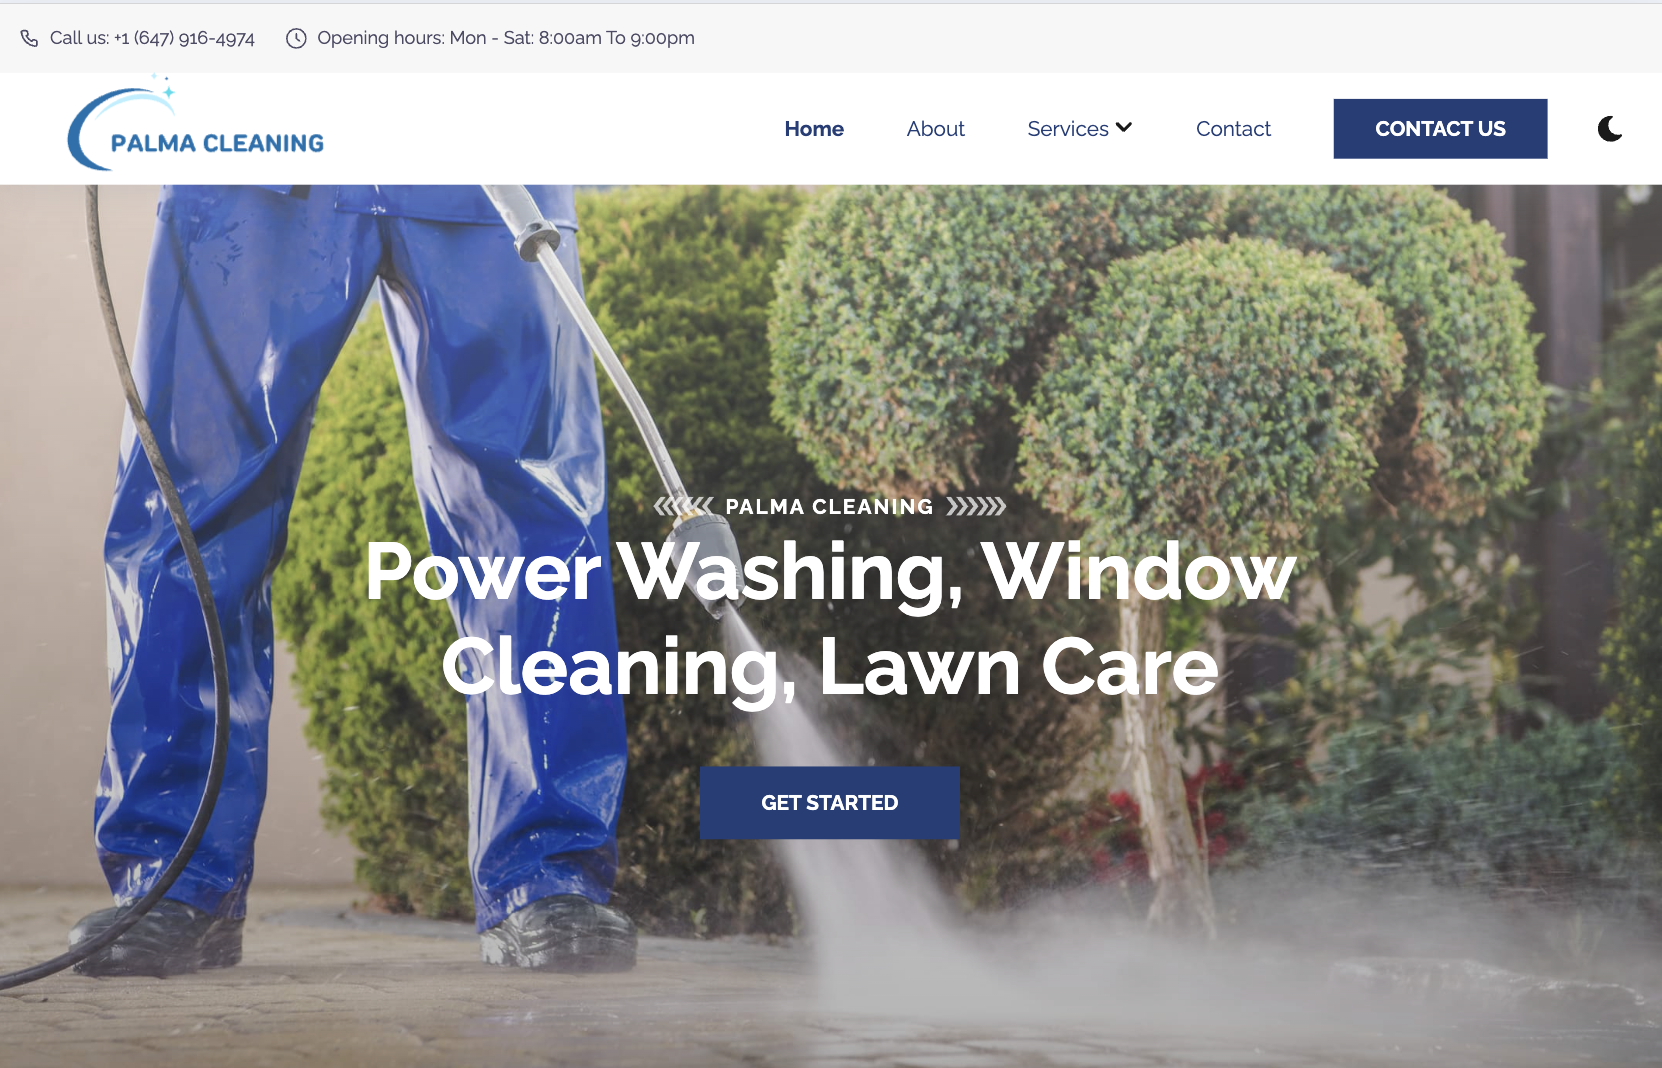 Call us: +1 (647) 916-4974
Opening hours: Mon - Sat: 8:00am To 9:00pm
PALMA CLEANING
Home
About
Services
Contact
CONTACT US
PALMA CLEANING
Power Washing, Window
Cleaning, Lawn Care
GET STARTED